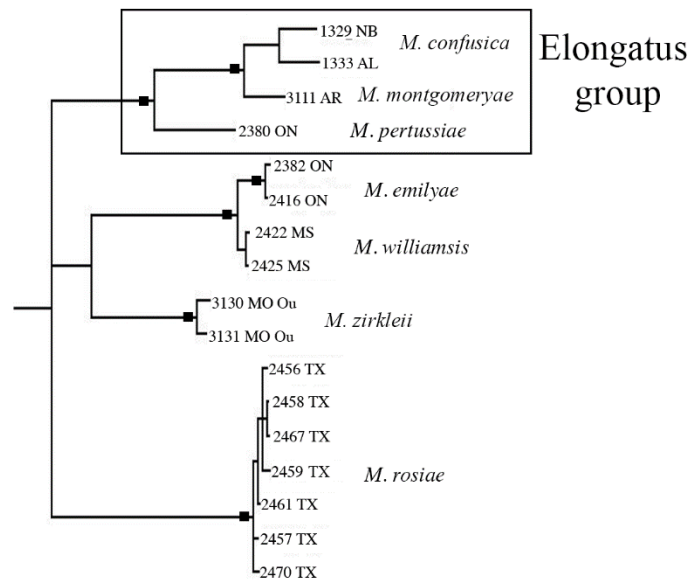 1329 NB
M. confusica
1333 AL
3111 AR
M. montgomeryae
2380 ON
M. pertussiae
Elongatus
group
2382 ON
M. emilyae
2416 ON
2422 MS
M. williamsis
2425 MS
3130 MO Ou
M. zirkleii
3131 MO Ou
2456 TX
2458 TX
2467 TX
2459 TX
M. rosiae
2461 TX
2457 TX
2470 TX